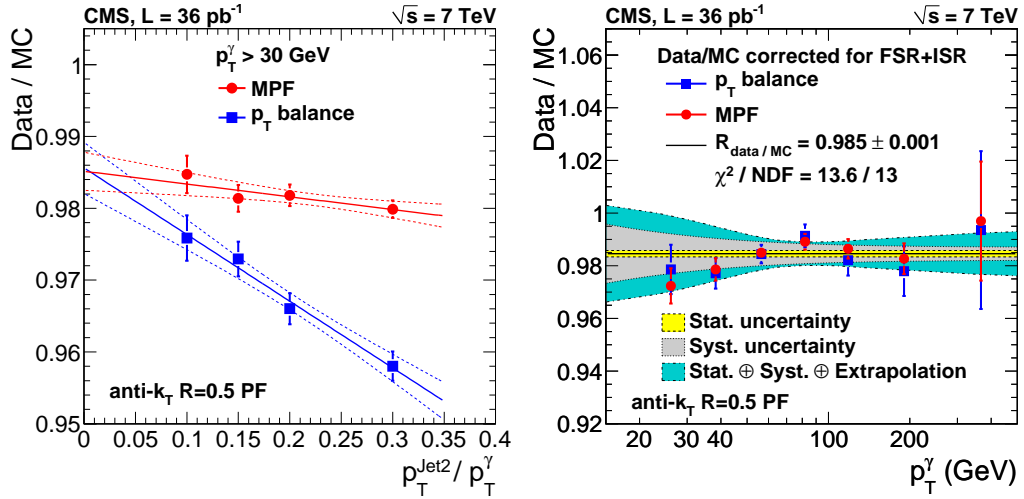 CMS, L = 36 pb⁻¹ √s = 7 TeV
Data / MC
p_T^γ > 30 GeV
MPF
p_T balance
1
0.99
0.98
0.97
0.96
0.95
anti-k_T R=0.5 PF
0 0.05 0.1 0.15 0.2 0.25 0.3 0.35 0.4
p_T^Jet2 / p_T^γ
CMS, L = 36 pb⁻¹ √s = 7 TeV
Data / MC
Data/MC corrected for FSR+ISR
p_T balance
MPF
R_data / MC = 0.985 ± 0.001
χ² / NDF = 13.6 / 13
1.08
1.06
1.04
1.02
1
0.98
0.96
0.94
0.92
Stat. uncertainty
Syst. uncertainty
Stat. ⊕ Syst. ⊕ Extrapolation
anti-k_T R=0.5 PF
20 30 40 100 200
p_T^γ (GeV)